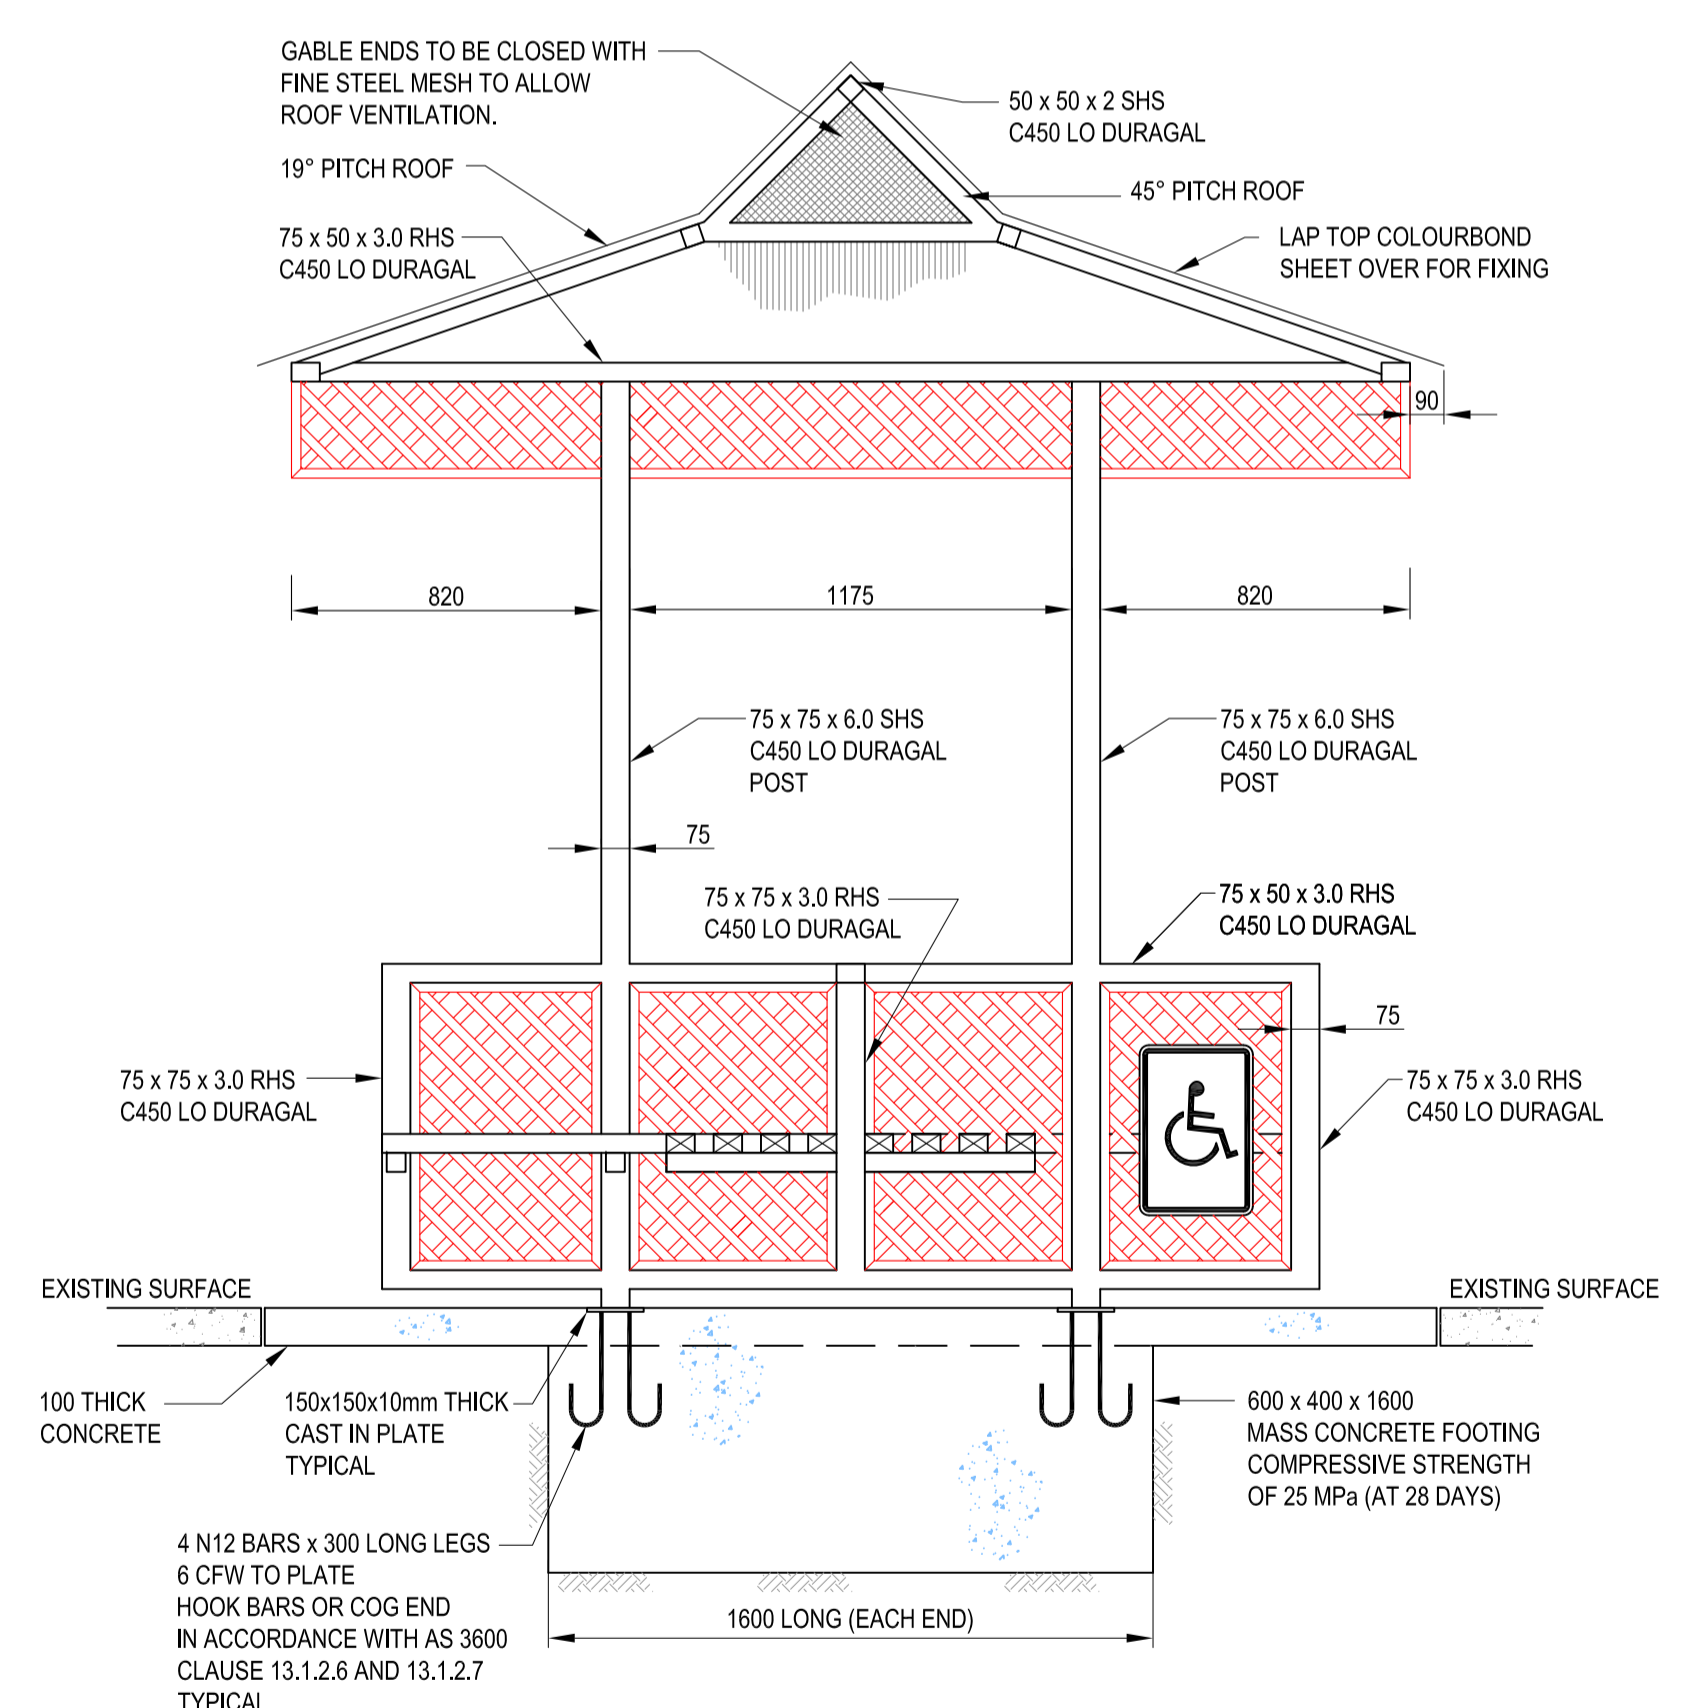 GABLE ENDS TO BE CLOSED WITH
FINE STEEL MESH TO ALLOW
ROOF VENTILATION.
50 x 50 x 2 SHS
C450 LO DURAGAL
19° PITCH ROOF
45° PITCH ROOF
75 x 50 x 3.0 RHS
C450 LO DURAGAL
LAP TOP COLOURBOND
SHEET OVER FOR FIXING
90
820
1175
820
75 x 75 x 6.0 SHS
C450 LO DURAGAL
POST
75 x 75 x 6.0 SHS
C450 LO DURAGAL
POST
75
75 x 75 x 3.0 RHS
C450 LO DURAGAL
75 x 50 x 3.0 RHS
C450 LO DURAGAL
75
75 x 75 x 3.0 RHS
C450 LO DURAGAL
75 x 75 x 3.0 RHS
C450 LO DURAGAL
EXISTING SURFACE
EXISTING SURFACE
100 THICK
CONCRETE
150x150x10mm THICK
CAST IN PLATE
TYPICAL
600 x 400 x 1600
MASS CONCRETE FOOTING
COMPRESSIVE STRENGTH
OF 25 MPa (AT 28 DAYS)
4 N12 BARS x 300 LONG LEGS
6 CFW TO PLATE
HOOK BARS OR COG END
IN ACCORDANCE WITH AS 3600
CLAUSE 13.1.2.6 AND 13.1.2.7
TYPICAL
1600 LONG (EACH END)